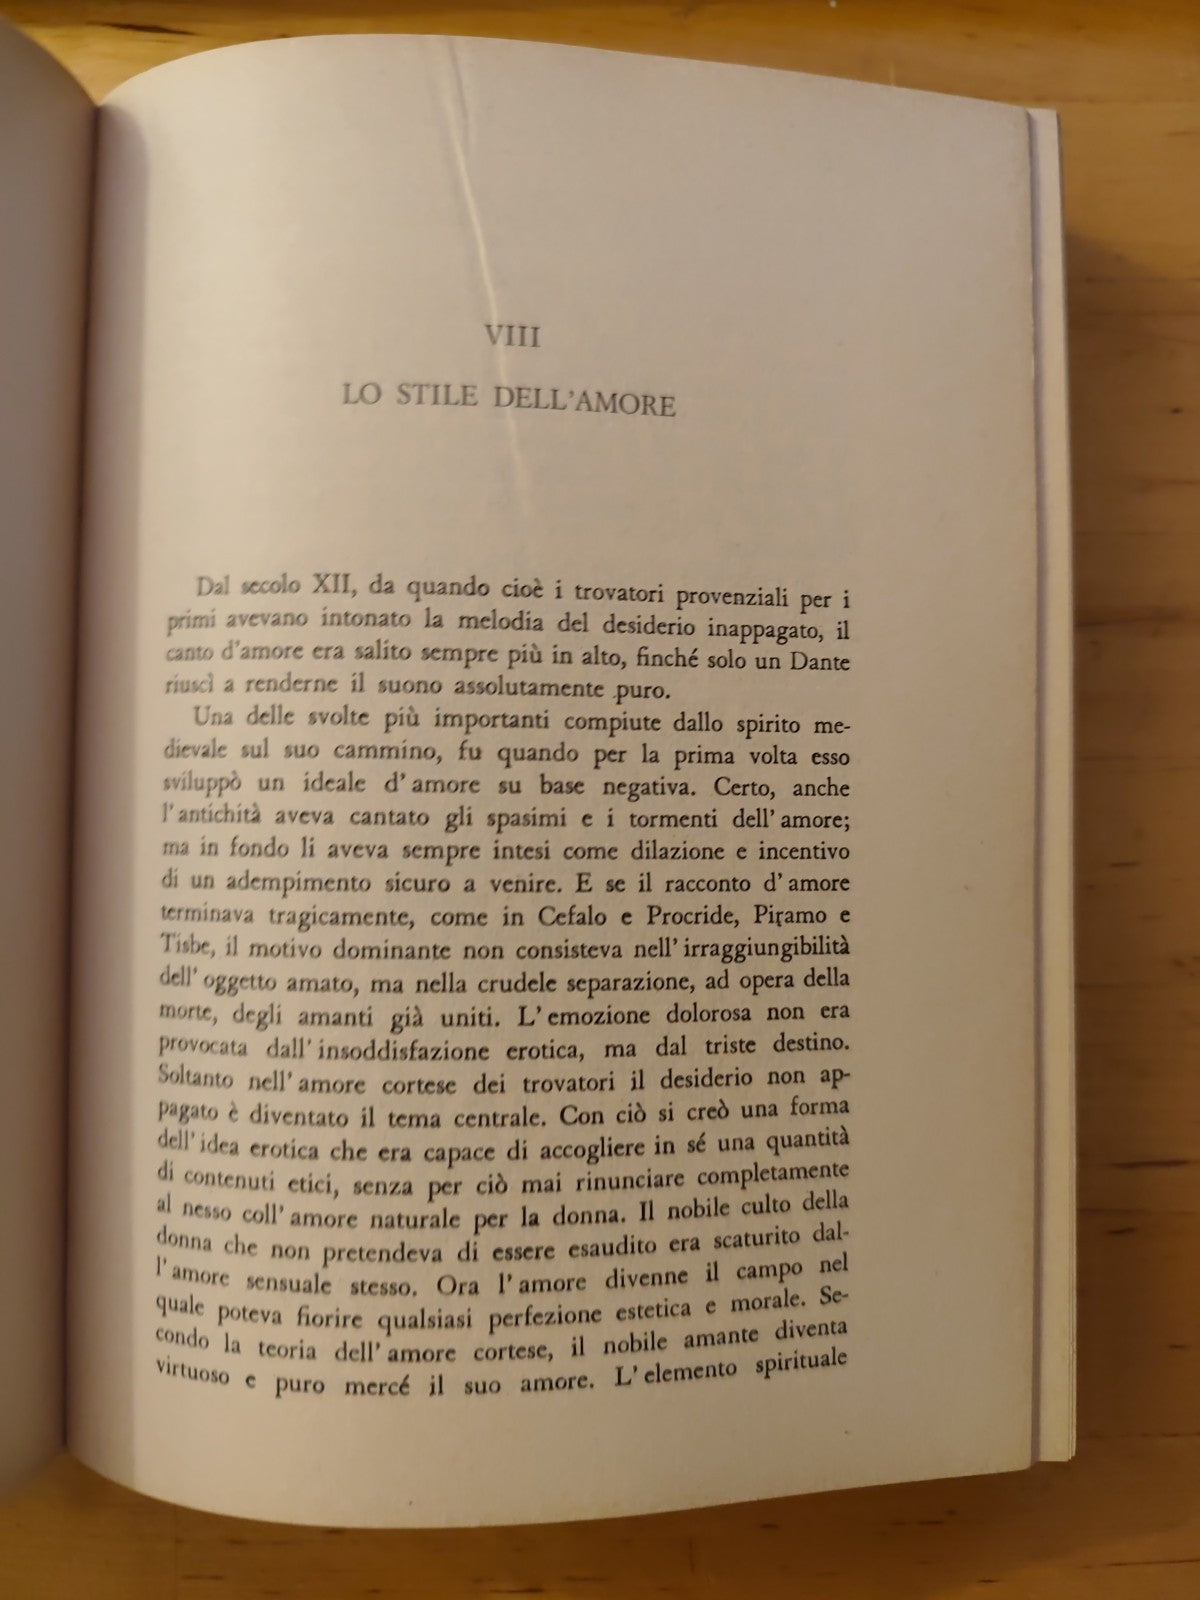 VIII
LO STILE DELL'AMORE
Dal secolo XII, da quando cioè i trovatori provenziali per i
primi avevano intonato la melodia del desiderio inappagato, il
canto d'amore era salito sempre più in alto, finché solo un Dante
riuscì a renderne il suono assolutamente puro.
Una delle svolte più importanti compiute dallo spirito me-
dievale sul suo cammino, fu quando per la prima volta esso
sviluppò un ideale d'amore su base negativa. Certo, anche
l'antichità aveva cantato gli spasimi e i tormenti dell'amore;
ma in fondo li aveva sempre intesi come dilazione e incentivo
di un adempimento sicuro a venire. E se il racconto d'amore
terminava tragicamente, come in Cefalo e Procride, Piramo e
Tisbe, il motivo dominante non consisteva nell'irraggiungibilità
dell'oggetto amato, ma nella crudele separazione, ad opera della
morte, degli amanti già uniti. L'emozione dolorosa non era
provocata dall'insoddisfazione erotica, ma dal triste destino.
Soltanto nell'amore cortese dei trovatori il desiderio non ap-
pagato è diventato il tema centrale. Con ciò si creò una forma
dell'idea erotica che era capace di accogliere in sé una quantità
di contenuti etici, senza per ciò mai rinunciare completamente
al nesso coll'amore naturale per la donna. Il nobile culto della
donna che non pretendeva di essere esaudito era scaturito dal-
l'amore sensuale stesso. Ora l'amore divenne il campo nel
quale poteva fiorire qualsiasi perfezione estetica e morale. Se-
condo la teoria dell'amore cortese, il nobile amante diventa
virtuoso e puro mercé il suo amore. L'elemento spirituale